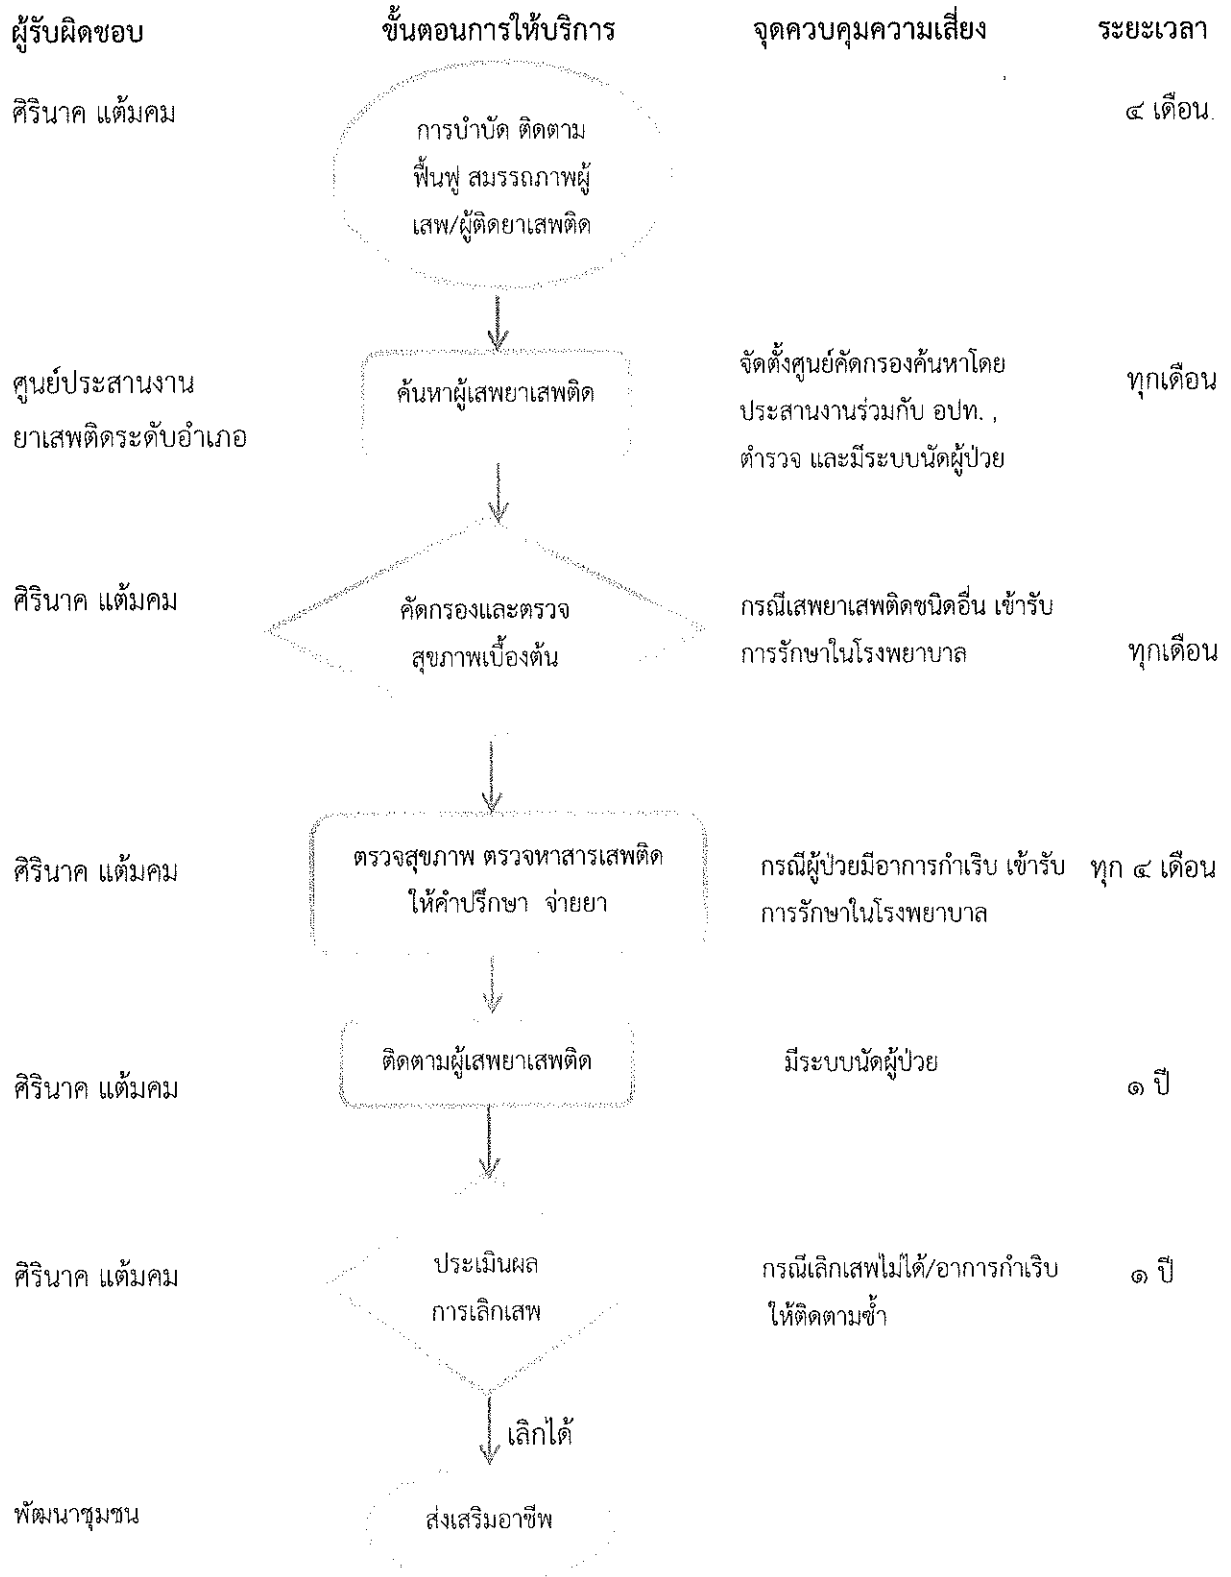 ผู้รับผิดชอบ ขั้นตอนการให้บริการ จุดควบคุมความเสี่ยง ระยะเวลา
ศิรินาค แต้มคม
การบำบัด ติดตาม
ฟื้นฟู สมรรถภาพผู้
เสพ/ผู้ติดยาเสพติด
๔ เดือน.
ศูนย์ประสานงาน
ยาเสพติดระดับอำเภอ
ค้นหาผู้เสพยาเสพติด
จัดตั้งศูนย์คัดกรองค้นหาโดย
ประสานงานร่วมกับ อปท. ,
ตำรวจ และมีระบบนัดผู้ป่วย
ทุกเดือน
ศิรินาค แต้มคม
คัดกรองและตรวจ
สุขภาพเบื้องต้น
กรณีเสพยาเสพติดชนิดอื่น เข้ารับ
การรักษาในโรงพยาบาล
ทุกเดือน
ศิรินาค แต้มคม
ตรวจสุขภาพ ตรวจหาสารเสพติด
ให้คำปรึกษา จ่ายยา
กรณีผู้ป่วยมีอาการกำเริบ เข้ารับ
การรักษาในโรงพยาบาล
ทุก ๔ เดือน
ศิรินาค แต้มคม
ติดตามผู้เสพยาเสพติด
มีระบบนัดผู้ป่วย
๑ ปี
ศิรินาค แต้มคม
ประเมินผล
การเลิกเสพ
กรณีเลิกเสพไม่ได้/อาการกำเริบ
ให้ติดตามซ้ำ
๑ ปี
เลิกได้
พัฒนาชุมชน
ส่งเสริมอาชีพ